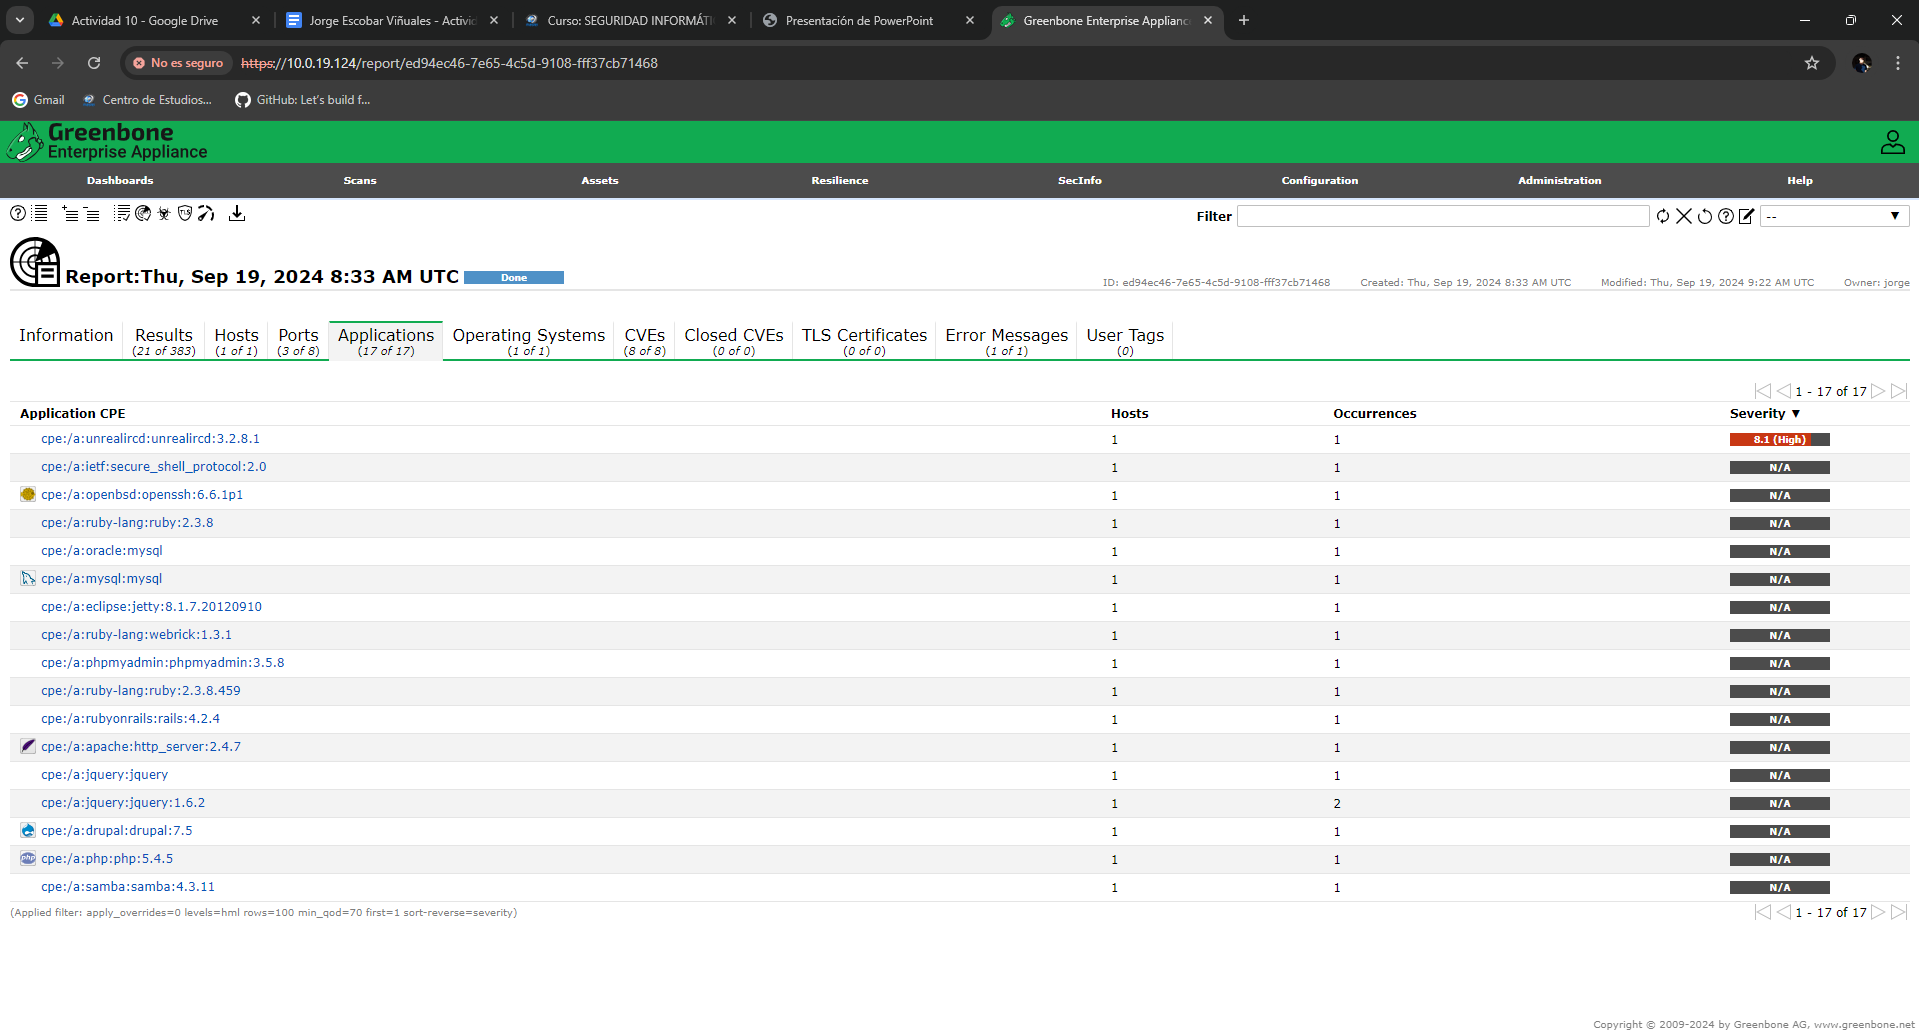 Actividad 10 - Google Drive
Jorge Escobar Viñuales - Activid
Curso: SEGURIDAD INFORMÁTI
Presentación de PowerPoint
Greenbone Enterprise Appliance
No es seguro
https://10.0.19.124/report/ed94ec46-7e65-4c5d-9108-fff37cb71468
Gmail
Centro de Estudios...
GitHub: Let's build f...
Greenbone
Enterprise Appliance
Dashboards Scans Assets Resilience SecInfo Configuration Administration Help
TLS
Filter
--
Report:Thu, Sep 19, 2024 8:33 AM UTC
Done
ID: ed94ec46-7e65-4c5d-9108-fff37cb71468 Created: Thu, Sep 19, 2024 8:33 AM UTC Modified: Thu, Sep 19, 2024 9:22 AM UTC Owner: jorge
Information Results Hosts Ports Applications Operating Systems CVEs Closed CVEs TLS Certificates Error Messages User Tags
(21 of 383) (1 of 1) (3 of 8) (17 of 17) (1 of 1) (8 of 8) (0 of 0) (0 of 0) (1 of 1) (0)
1 - 17 of 17
Application CPE Hosts Occurrences Severity ▼
cpe:/a:unrealircd:unrealircd:3.2.8.1 1 1 8.1 (High)
cpe:/a:ietf:secure_shell_protocol:2.0 1 1 N/A
cpe:/a:openbsd:openssh:6.6.1p1 1 1 N/A
cpe:/a:ruby-lang:ruby:2.3.8 1 1 N/A
cpe:/a:oracle:mysql 1 1 N/A
cpe:/a:mysql:mysql 1 1 N/A
cpe:/a:eclipse:jetty:8.1.7.20120910 1 1 N/A
cpe:/a:ruby-lang:webrick:1.3.1 1 1 N/A
cpe:/a:phpmyadmin:phpmyadmin:3.5.8 1 1 N/A
cpe:/a:ruby-lang:ruby:2.3.8.459 1 1 N/A
cpe:/a:rubyonrails:rails:4.2.4 1 1 N/A
cpe:/a:apache:http_server:2.4.7 1 1 N/A
cpe:/a:jquery:jquery 1 1 N/A
cpe:/a:jquery:jquery:1.6.2 1 2 N/A
cpe:/a:drupal:drupal:7.5 1 1 N/A
php cpe:/a:php:php:5.4.5 1 1 N/A
cpe:/a:samba:samba:4.3.11 1 1 N/A
(Applied filter: apply_overrides=0 levels=hml rows=100 min_qod=70 first=1 sort-reverse=severity)
1 - 17 of 17
Copyright © 2009-2024 by Greenbone AG, www.greenbone.net